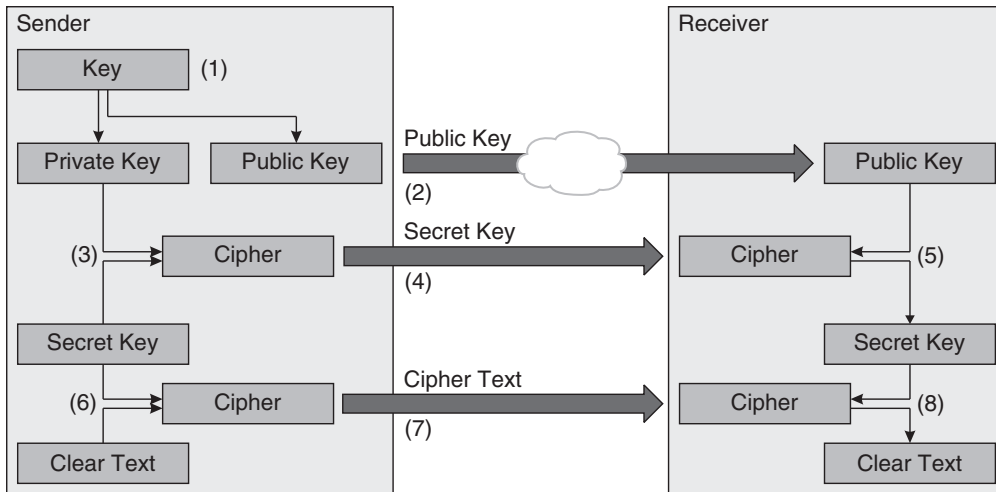 Sender
Receiver
Key
(1)
Public Key
Private Key
Public Key
(2)
Public Key
Secret Key
(3)
Cipher
(4)
Cipher
(5)
Secret Key
Secret Key
Cipher Text
(6)
Cipher
(7)
Cipher
(8)
Clear Text
Clear Text